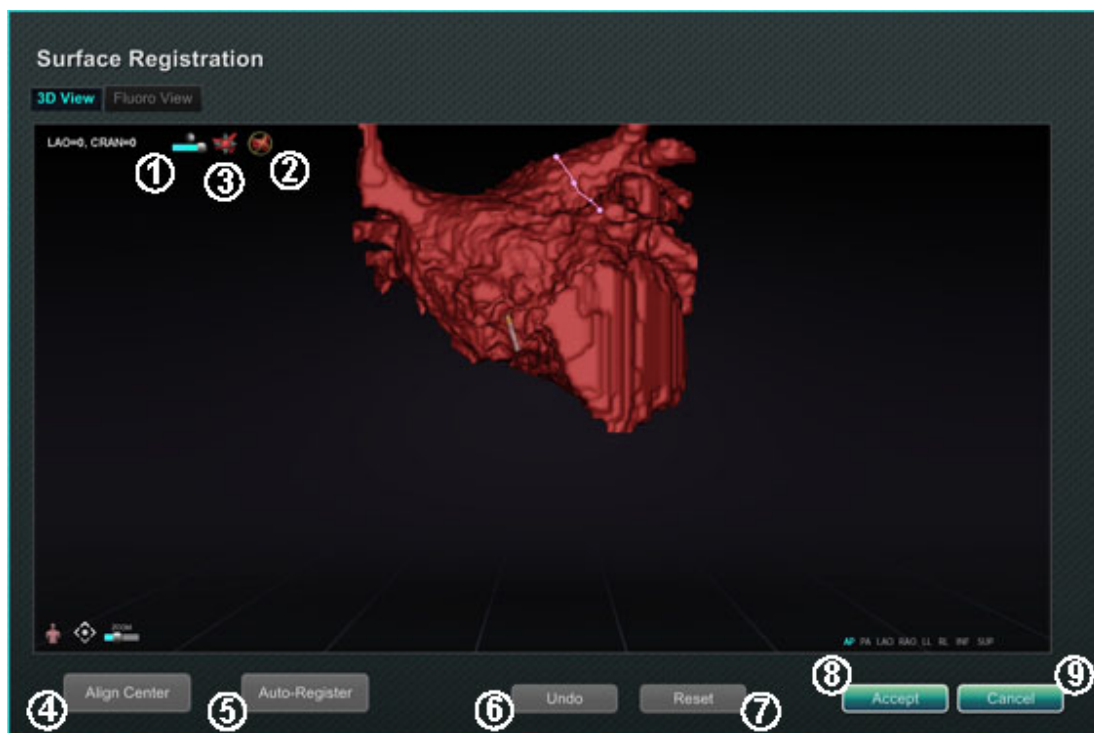 Surface Registration
3D View Fluoro View
LAO=0, CRAN=0
① ③ ②
ZOOM
AP PA LAO RAO LL RL INF SUP
Align Center Auto-Register Undo Reset Accept Cancel
④ ⑤ ⑥ ⑦ ⑧ ⑨